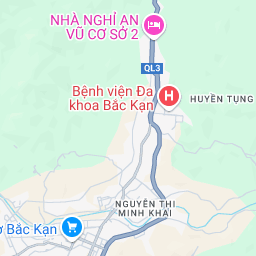 NHÀ NGHỈ AN
VŨ CƠ SỞ 2
QL3
Bệnh viện Đa
khoa Bắc Kạn
H
HUYỀN TỤNG
NGUYỄN THỊ
MINH KHAI
Bắc Kạn